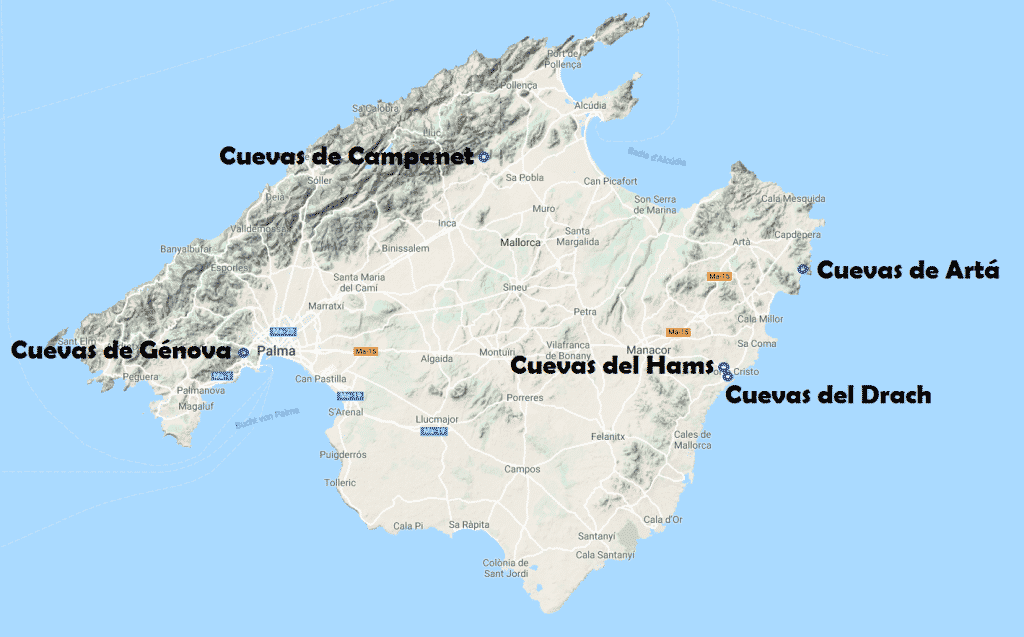 Port de
Pollença
Pollença
Alcúdia
Sa Calobra
Lluc
Cuevas de Campanet
Badia d'Alcúdia
Sóller
Sa Pobla
Can Picafort
Deia
Cala Mesquida
Son Serra
de Marina
Muro
Inca
Valldemossa
Santa
Margalida
Capdepera
Mallorca
Artà
Banyalbufar
Binissalem
Esporles
Cuevas de Artá
Ma-15
Santa Maria
del Camí
Sineu
Marratxí
Petra
Cala Millor
Ma-15
Sant Elm
Sa Coma
Vilafranca
de Bonany
Cuevas de Génova
Palma
Ma-15
Algaida
Montuïri
Manacor
Cuevas del Hams
Cristo
Peguera
Can Pastilla
Palmanova
Cuevas del Drach
Porreres
Magaluf
S'Arenal
Bucht von Palma
Llucmajor
Felanitx
Cales de
Mallorca
Puigderrós
Campos
Tolleric
Cala Pi
Sa Ràpita
Cala d'Or
Santanyí
Cala Santanyí
Colònia de
Sant Jordi